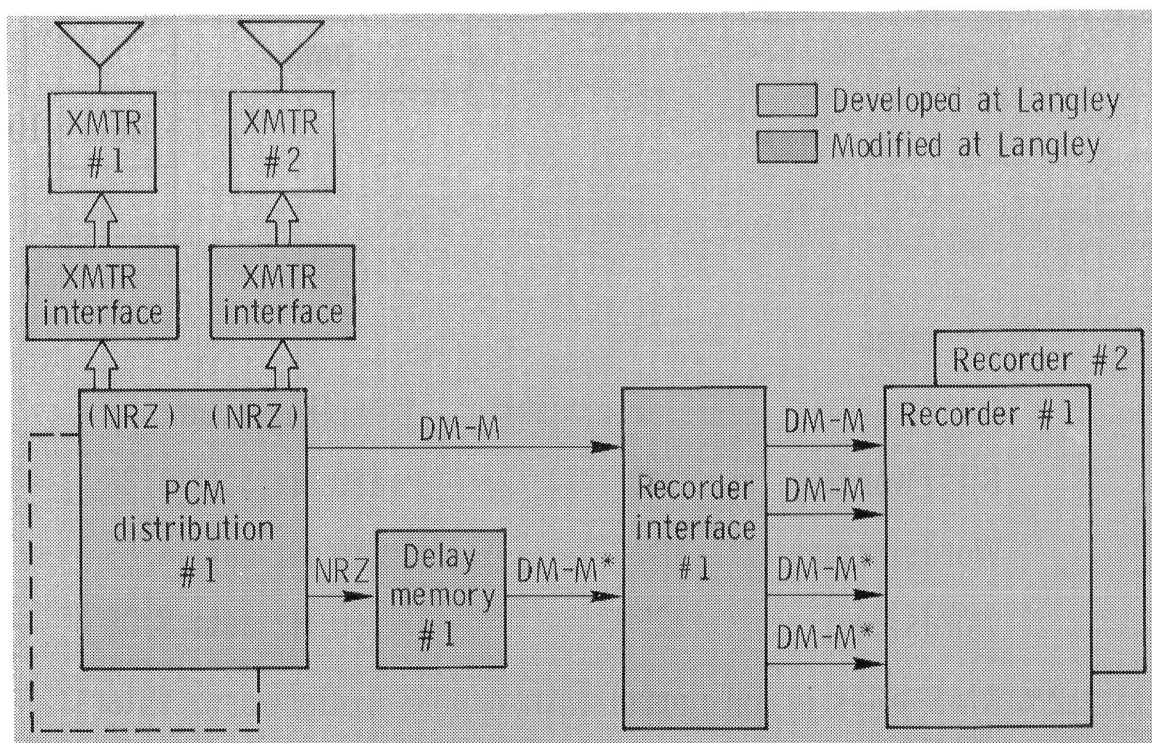 XMTR
#1
XMTR
#2
Developed at Langley
Modified at Langley
XMTR
interface
XMTR
interface
Recorder #2
(NRZ) (NRZ)
DM-M
DM-M
Recorder #1
PCM
distribution
#1
Recorder
interface
#1
DM-M
NRZ
Delay
memory
#1
DM-M*
DM-M*
DM-M*